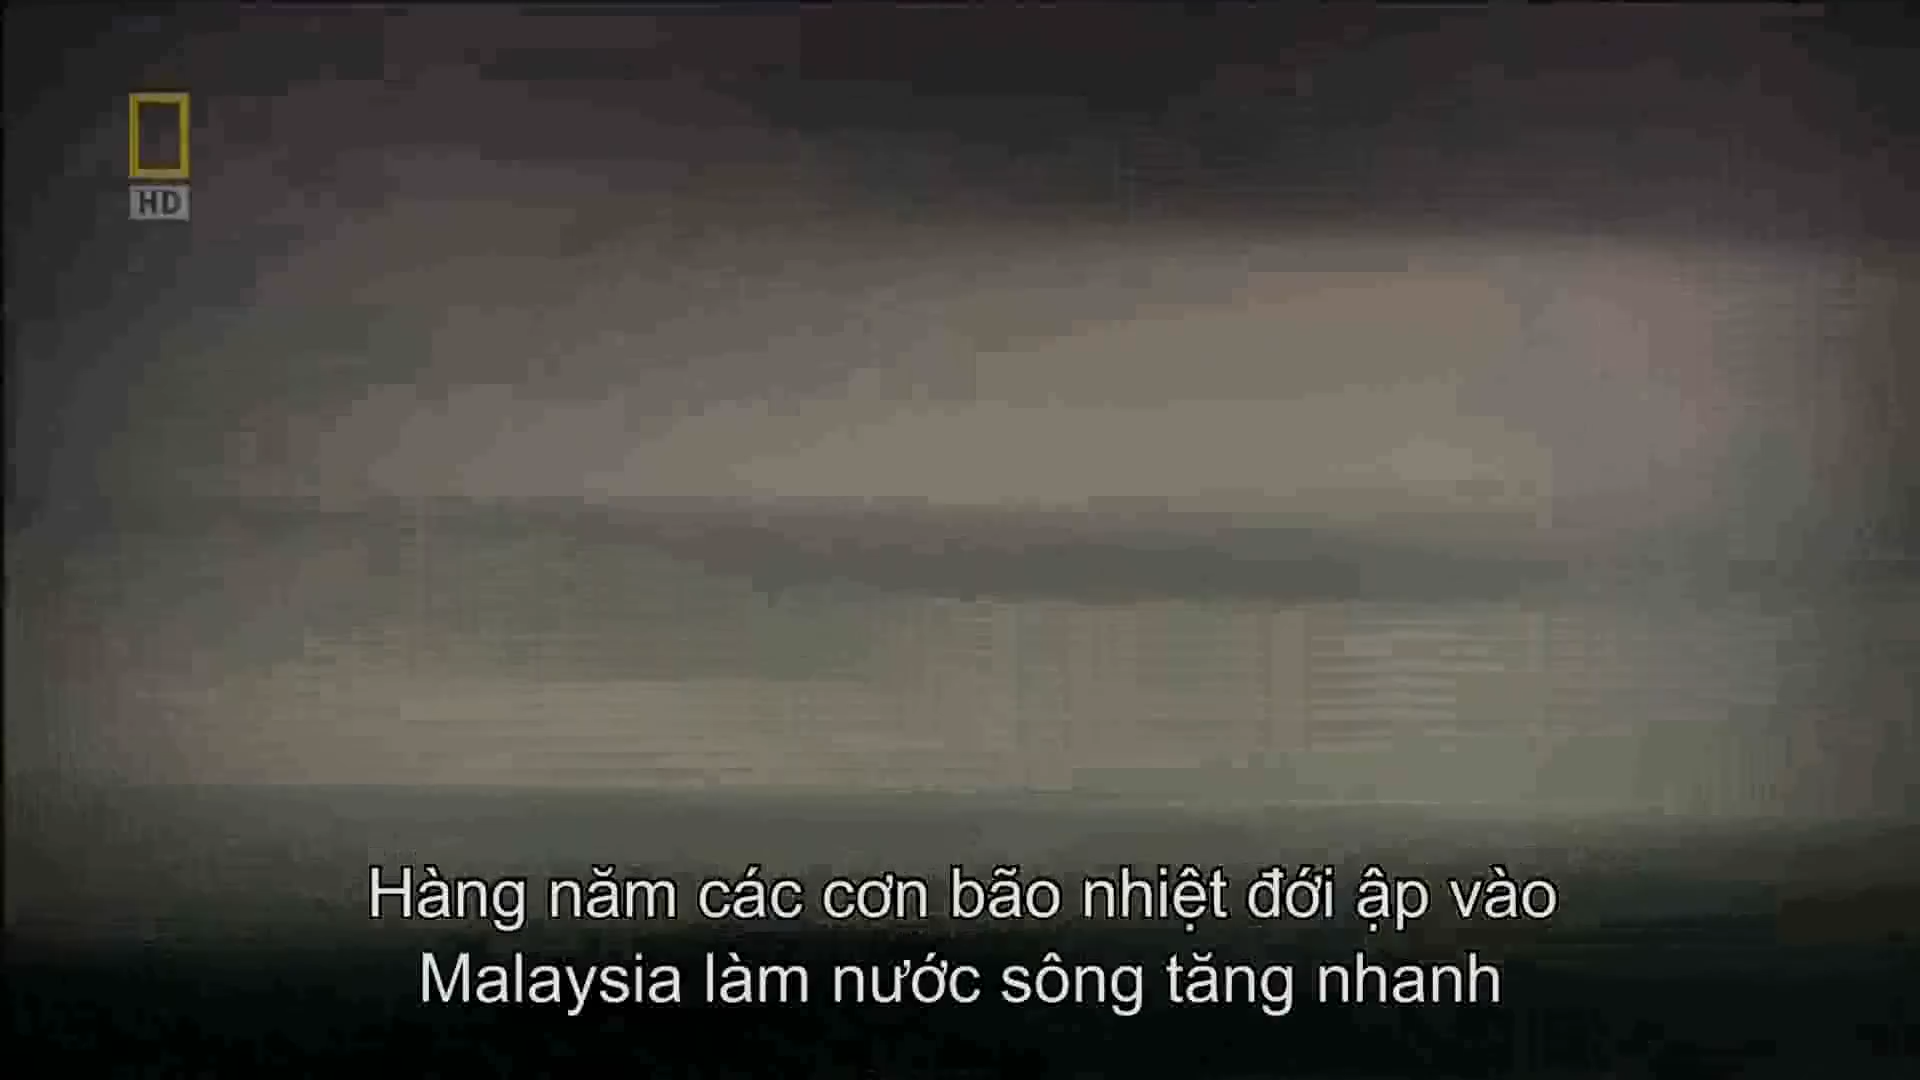 HD
Hàng năm các cơn bão nhiệt đới ập vào
Malaysia làm nước sông tăng nhanh